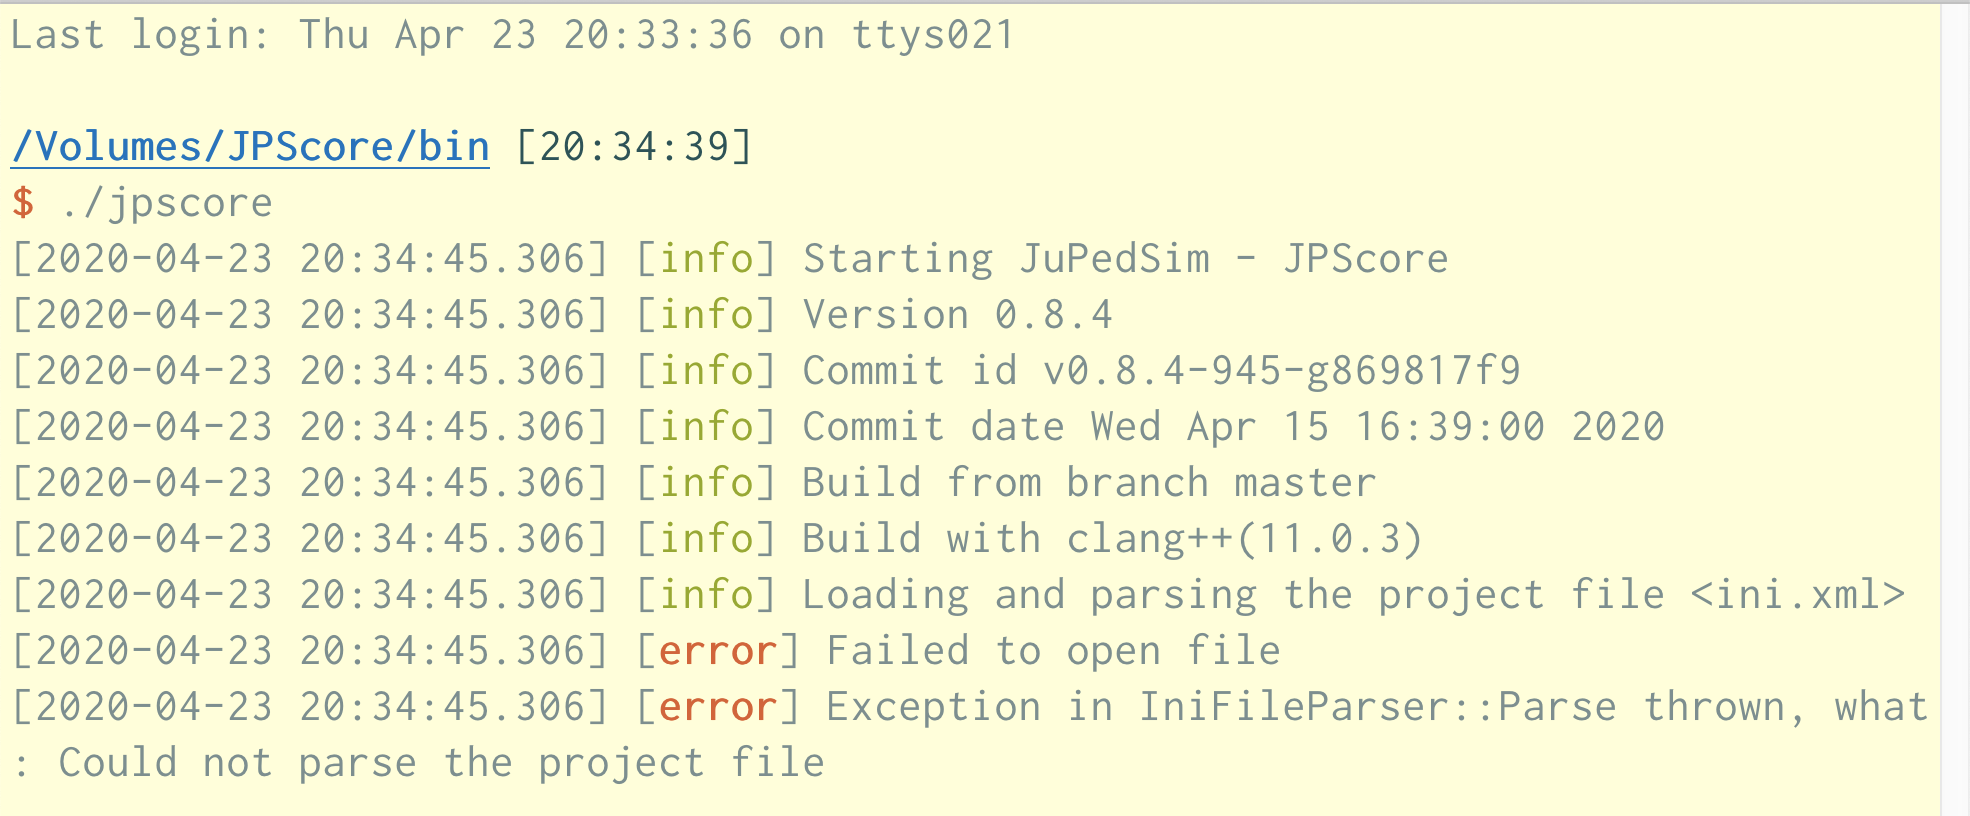 Last login: Thu Apr 23 20:33:36 on ttys021
/Volumes/JPScore/bin [20:34:39]
$ ./jpscore
[2020-04-23 20:34:45.306] [info] Starting JuPedSim - JPScore
[2020-04-23 20:34:45.306] [info] Version 0.8.4
[2020-04-23 20:34:45.306] [info] Commit id v0.8.4-945-g869817f9
[2020-04-23 20:34:45.306] [info] Commit date Wed Apr 15 16:39:00 2020
[2020-04-23 20:34:45.306] [info] Build from branch master
[2020-04-23 20:34:45.306] [info] Build with clang++(11.0.3)
[2020-04-23 20:34:45.306] [info] Loading and parsing the project file <ini.xml>
[2020-04-23 20:34:45.306] [error] Failed to open file
[2020-04-23 20:34:45.306] [error] Exception in IniFileParser::Parse thrown, what
: Could not parse the project file